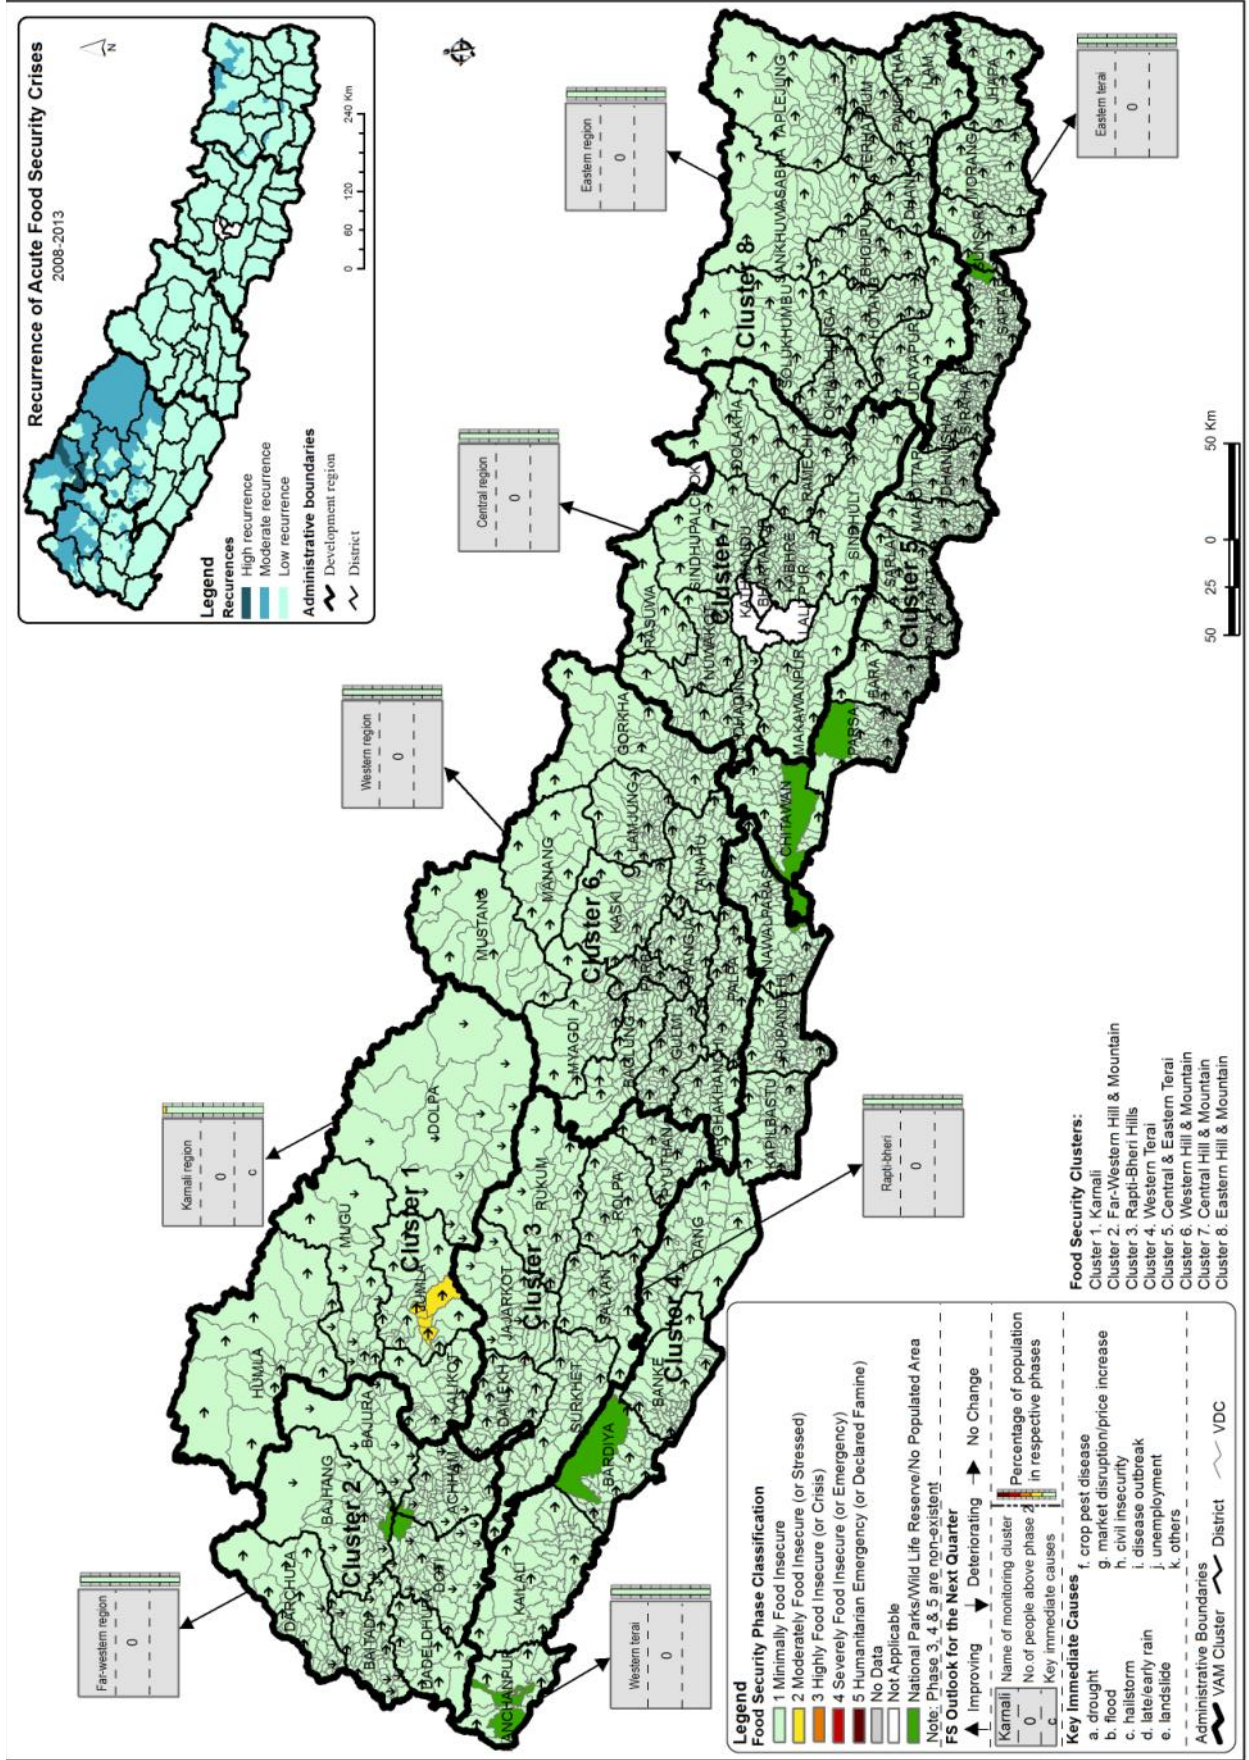 Recurrence of Acute Food Security Crises
2008-2013
N
0 60 120 240 Km
Legend
Recurences
High recurrence
Moderate recurrence
Low recurrence
Administrative boundaries
Development region
District
Far-western region
0
Karnali region
0
c
Western region
0
Central region
0
Eastern region
0
Eastern terai
0
Rapti-bheri
0
Western terai
0
Cluster 1
Cluster 2
Cluster 3
Cluster 4
Cluster 5
Cluster 6
Cluster 7
Cluster 8
DARCHULA
BAJHANG
HUMLA
BAJURA
BAITADI
DADELDHURA
DOTI
ACHHAM
KAILALI
KANCHANPUR
MUGU
JUMLA
KALIKOT
DOLPA
DAILEKH
JAJARKOT
RUKUM
SURKHET
SALYAN
ROLPA
PYUTHAN
BARDIYA
BANKE
DANG
MUSTANG
MANANG
MYAGDI
KASKI
LAMJUNG
GORKHA
BAGLUNG
PARBAT
GULMI
SYANGJA
TANAHU
ARGHAKHANCHI
PALPA
NAWALPARASI
KAPILBASTU
RUPANDEHI
CHITAWAN
RASUWA
NUWAKOT
DHADING
SINDHUPALCHOK
KATHMANDU
BHAKTAPUR
LALITPUR
KABHRE
DOLAKHA
RAMECHHAP
SINDHULI
MAKAWANPUR
PARSA
BARA
RAUTAHAT
SARLAHI
MAHOTTARI
DHANUSHA
SIRAHA
SAPTARI
SUNSARI
MORANG
JHAPA
SOLUKHUMBU
SANKHUWASABHA
TAPLEJUNG
OKHALDHUNGA
KHOTANG
BHOJPUR
TERHATHUM
PANCHTHAR
DHANKUTA
ILAM
UDAYAPUR
50 25 0 50 Km
Legend
Food Security Phase Classification
1 Minimally Food Insecure
2 Moderately Food Insecure (or Stressed)
3 Highly Food Insecure (or Crisis)
4 Severely Food Insecure (or Emergency)
5 Humanitarian Emergency (or Declared Famine)
No Data
Not Applicable
National Parks/Wild Life Reserve/No Populated Area
Note: Phase 3, 4 & 5 are non-existent
FS Outlook for the Next Quarter
Improving Deteriorating No Change
Karnali Name of monitoring cluster
0 No.of people above phase 2
c Key immediate causes
Percentage of population
in respective phases
Key Immediate Causes
a. drought
b. flood
c. hailstorm
d. late/early rain
e. landslide
f. crop pest disease
g. market disruption/price increase
h. civil insecurity
i. disease outbreak
j. unemployment
k. others
Administrative Boundaries
VAM Cluster District VDC
Food Security Clusters:
Cluster 1. Karnali
Cluster 2. Far-Western Hill & Mountain
Cluster 3. Rapti-Bheri Hills
Cluster 4. Western Terai
Cluster 5. Central & Eastern Terai
Cluster 6. Western Hill & Mountain
Cluster 7. Central Hill & Mountain
Cluster 8. Eastern Hill & Mountain